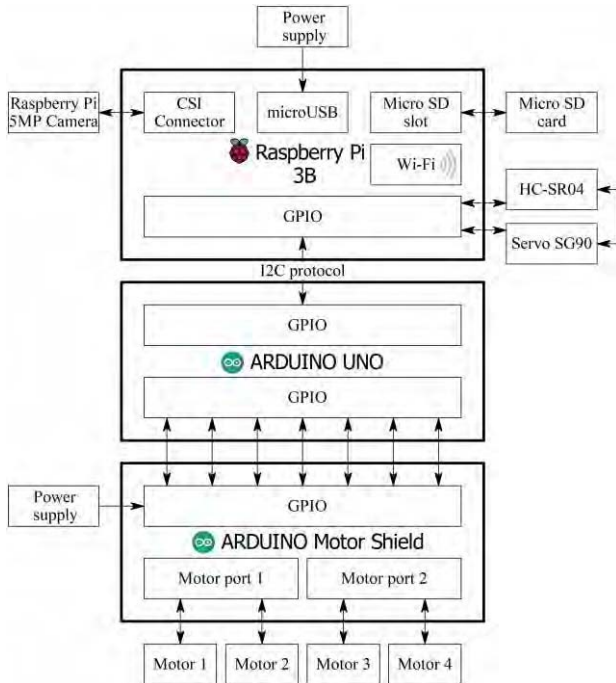 Power
supply
Raspberry Pi
5MP Camera
CSI
Connector
microUSB
Micro SD
slot
Micro SD
card
Raspberry Pi
3B
Wi-Fi
HC-SR04
GPIO
Servo SG90
I2C protocol
GPIO
ARDUINO UNO
GPIO
Power
supply
GPIO
ARDUINO Motor Shield
Motor port 1
Motor port 2
Motor 1
Motor 2
Motor 3
Motor 4